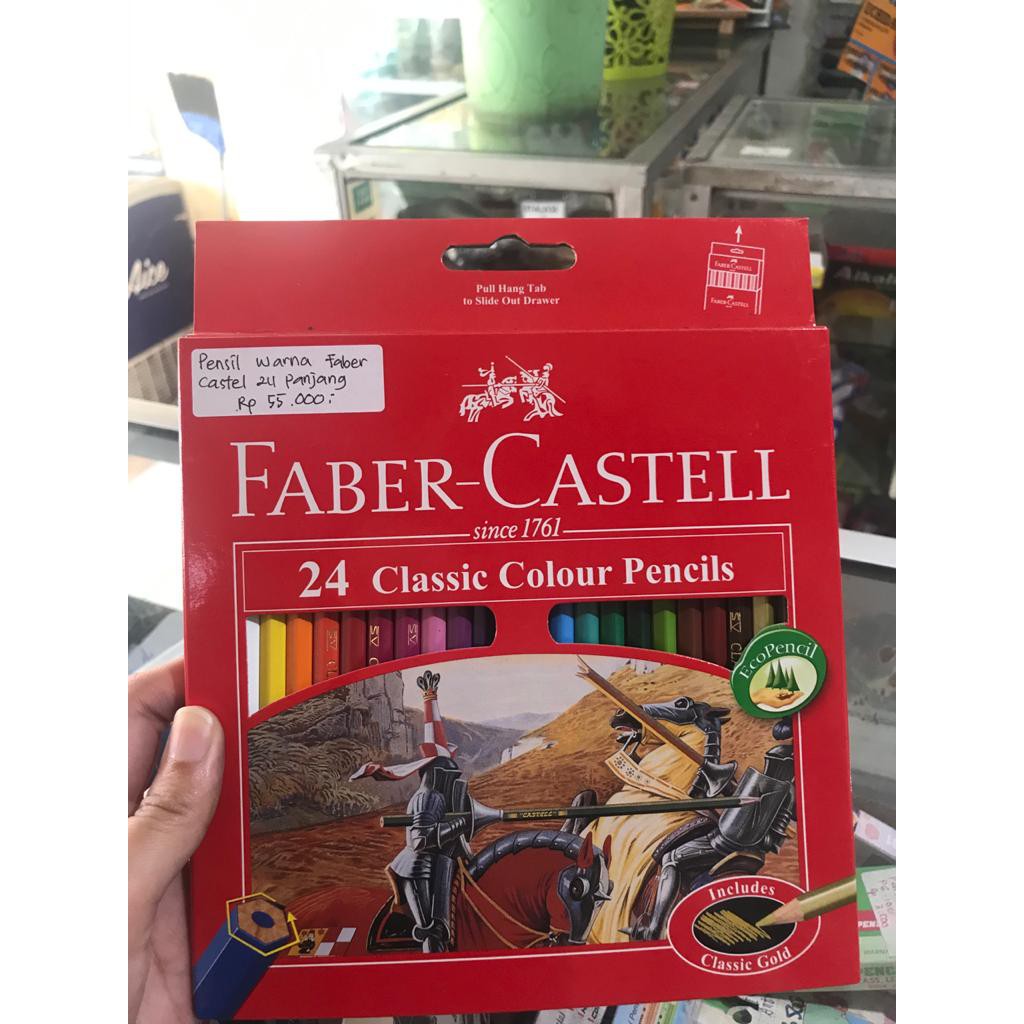 Aice
Pull Hang Tab
to Slide Out Drawer
FABER-CASTELL
FABER-CASTELL
Pensil Warna Faber
Castel 24 Panjang
Rp 55.000;-
FABER-CASTELL
since 1761
24 Classic Colour Pencils
EcoPencil
"CASTELL"
Includes
Classic Gold